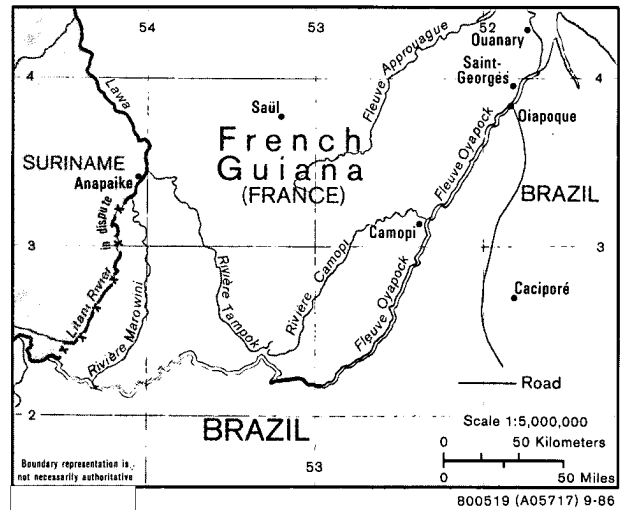 54
53
52
Ouanary
4
Saint-
Georges
4
Lawa
Fleuve Approuague
Saül
Oiapoque
French
Guiana
(FRANCE)
SURINAME
Anapaike
Fleuve Oyapock
BRAZIL
in dispute
Camopi
3
3
Rivière Camopi
Rivière Tampok
Fleuve Oyapock
Litani River
Rivière Marowini
Caciporé
Road
2
BRAZIL
Scale 1:5,000,000
0 50 Kilometers
0 50 Miles
54
53
Boundary representation is
not necessarily authoritative
800519 (A05717) 9-86